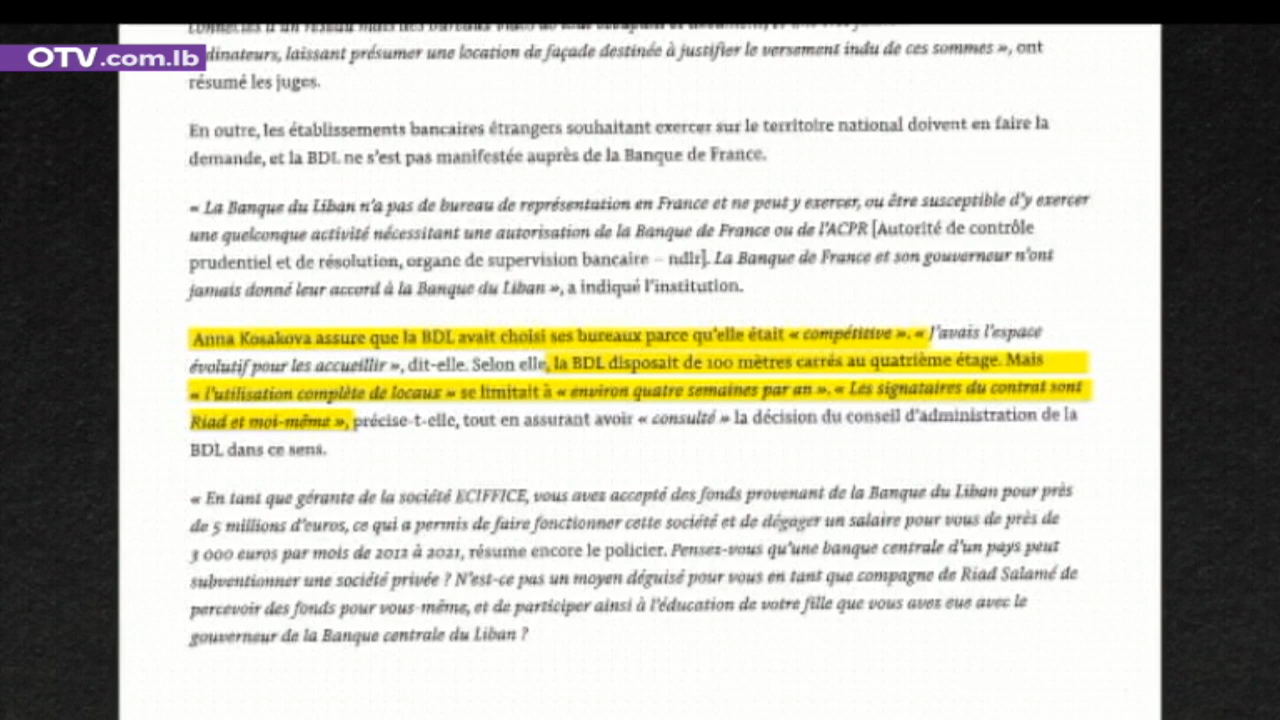 OTV.com.lb
dinateurs, laissant présumer une location de façade destinée à justifier le versement indu de ces sommes », ont
résumé les juges.
En outre, les établissements bancaires étrangers souhaitant exercer sur le territoire national doivent en faire la
demande, et la BDL ne s'est pas manifestée auprès de la Banque de France.
« La Banque du Liban n'a pas de bureau de représentation en France et ne peut y exercer, ou être susceptible d'y exercer
une quelconque activité nécessitant une autorisation de la Banque de France ou de l'ACPR [Autorité de contrôle
prudentiel et de résolution, organe de supervision bancaire – ndlr]. La Banque de France et son gouverneur n'ont
jamais donné leur accord à la Banque du Liban », a indiqué l'institution.
Anna Kosakova assure que la BDL avait choisi ses bureaux parce qu'elle était « compétitive ». « J'avais l'espace
évolutif pour les accueillir », dit-elle. Selon elle, la BDL disposait de 100 mètres carrés au quatrième étage. Mais
« l'utilisation complète de locaux » se limitait à « environ quatre semaines par an ». « Les signataires du contrat sont
Riad et moi-même », précise-t-elle, tout en assurant avoir « consulté » la décision du conseil d'administration de la
BDL dans ce sens.
« En tant que gérante de la société ECIFFICE, vous avez accepté des fonds provenant de la Banque du Liban pour près
de 5 millions d'euros, ce qui a permis de faire fonctionner cette société et de dégager un salaire pour vous de près de
3 000 euros par mois de 2012 à 2021, résume encore le policier. Pensez-vous qu'une banque centrale d'un pays peut
subventionner une société privée ? N'est-ce pas un moyen déguisé pour vous en tant que compagne de Riad Salamé de
percevoir des fonds pour vous-même, et de participer ainsi à l'éducation de votre fille que vous avez eue avec le
gouverneur de la Banque centrale du Liban ?